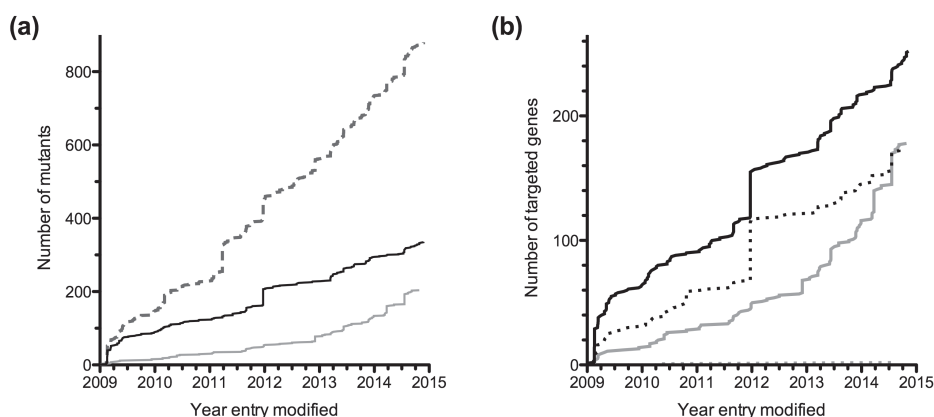 (a)
Number of mutants
800
600
400
200
0
2009 2010 2011 2012 2013 2014 2015
Year entry modified
(b)
Number of targeted genes
200
100
0
2009 2010 2011 2012 2013 2014 2015
Year entry modified